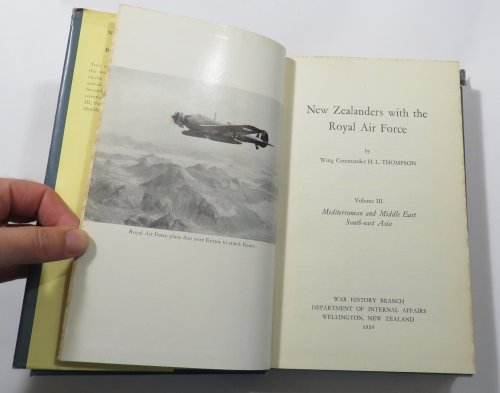 Royal Air Force plane flies over Eritrea to attack Keren
New Zealanders with the
Royal Air Force
by
Wing Commander H. L. THOMPSON
Volume III
Mediterranean and Middle East
South-east Asia
WAR HISTORY BRANCH
DEPARTMENT OF INTERNAL AFFAIRS
WELLINGTON, NEW ZEALAND
1959